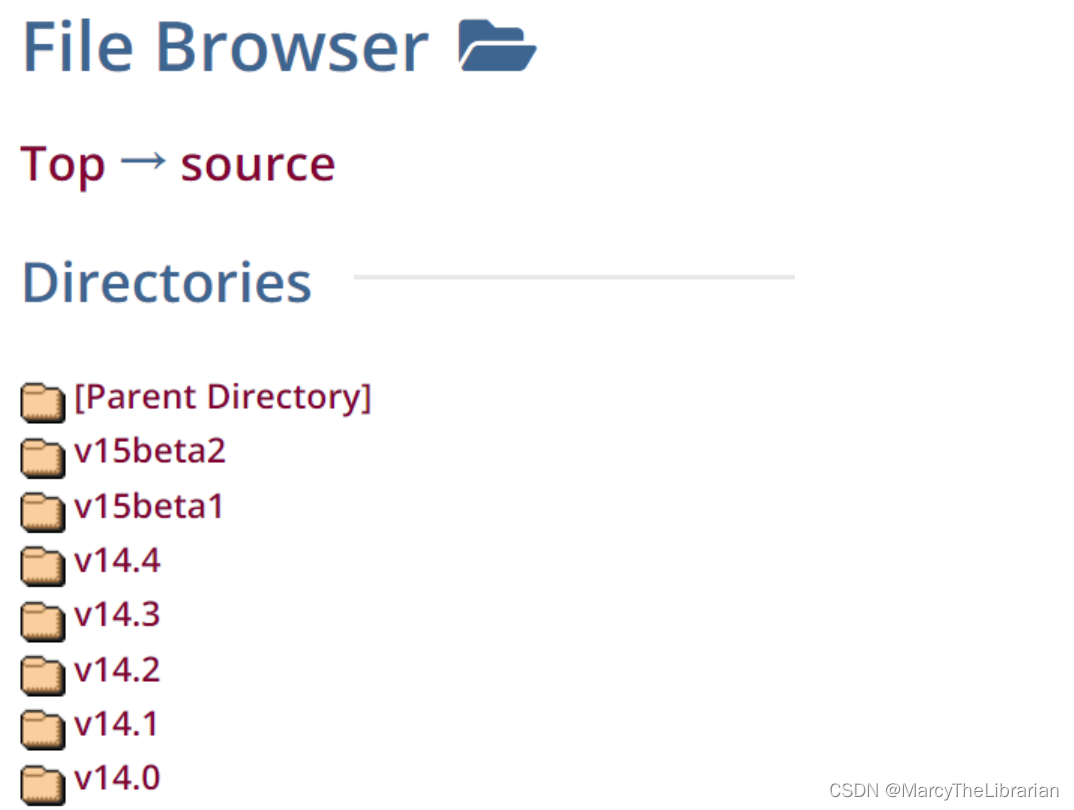 File Browser
Top → source
Directories
[Parent Directory]
v15beta2
v15beta1
v14.4
v14.3
v14.2
v14.1
v14.0
CSDN @MarcyTheLibrarian